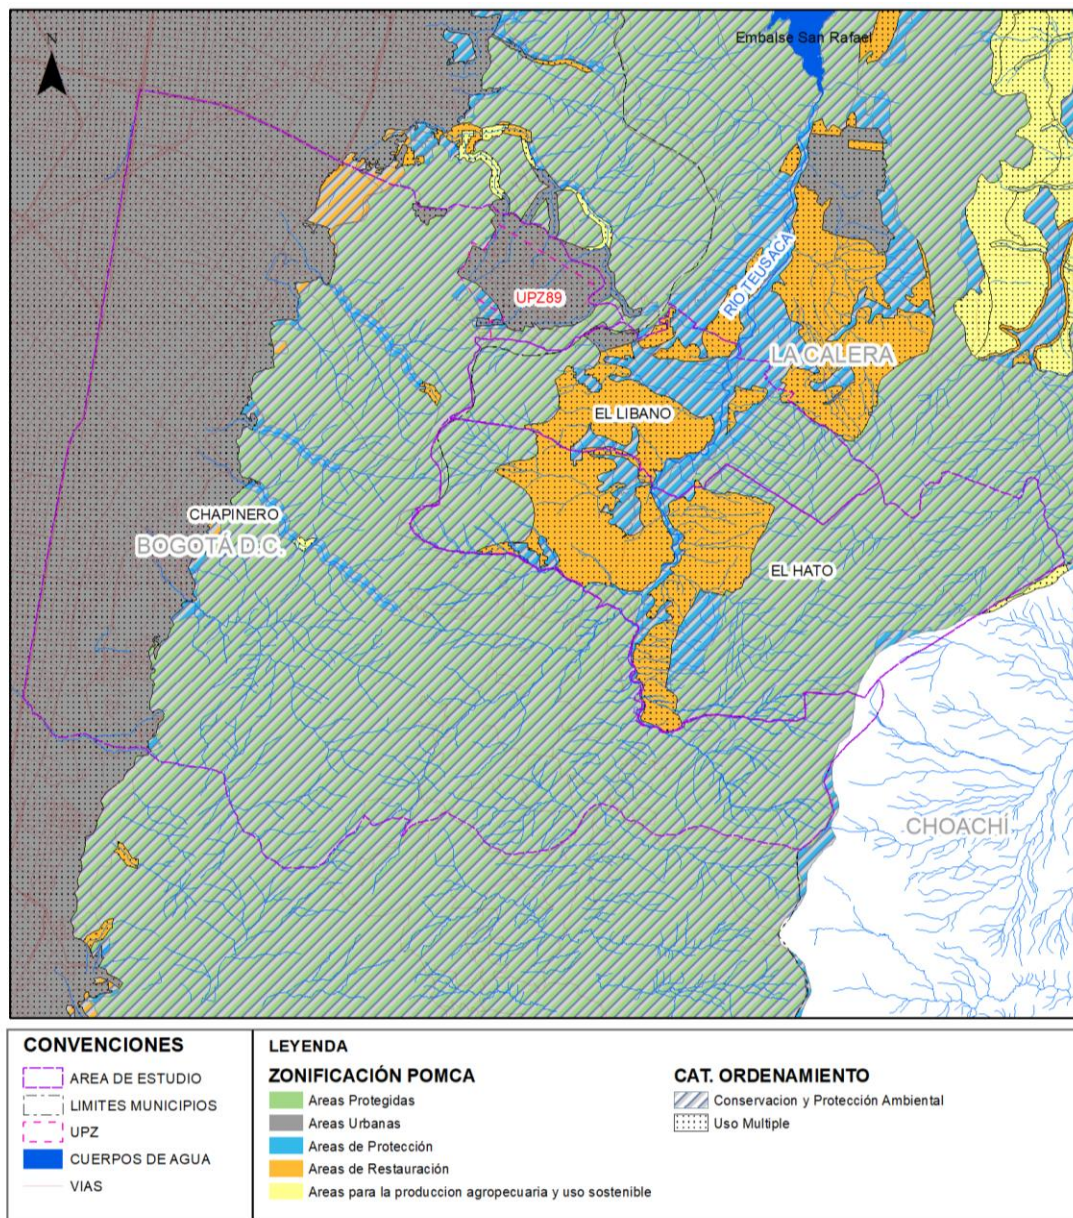 N
Embalse San Rafael
RIO TEUSACA
UPZ89
LA CALERA
EL LIBANO
CHAPINERO
BOGOTÁ D.C.
EL HATO
CHOACHÍ
CONVENCIONES
AREA DE ESTUDIO
LIMITES MUNICIPIOS
UPZ
CUERPOS DE AGUA
VIAS
LEYENDA
ZONIFICACIÓN POMCA
Areas Protegidas
Areas Urbanas
Areas de Protección
Areas de Restauración
Areas para la produccion agropecuaria y uso sostenible
CAT. ORDENAMIENTO
Conservacion y Protección Ambiental
Uso Multiple